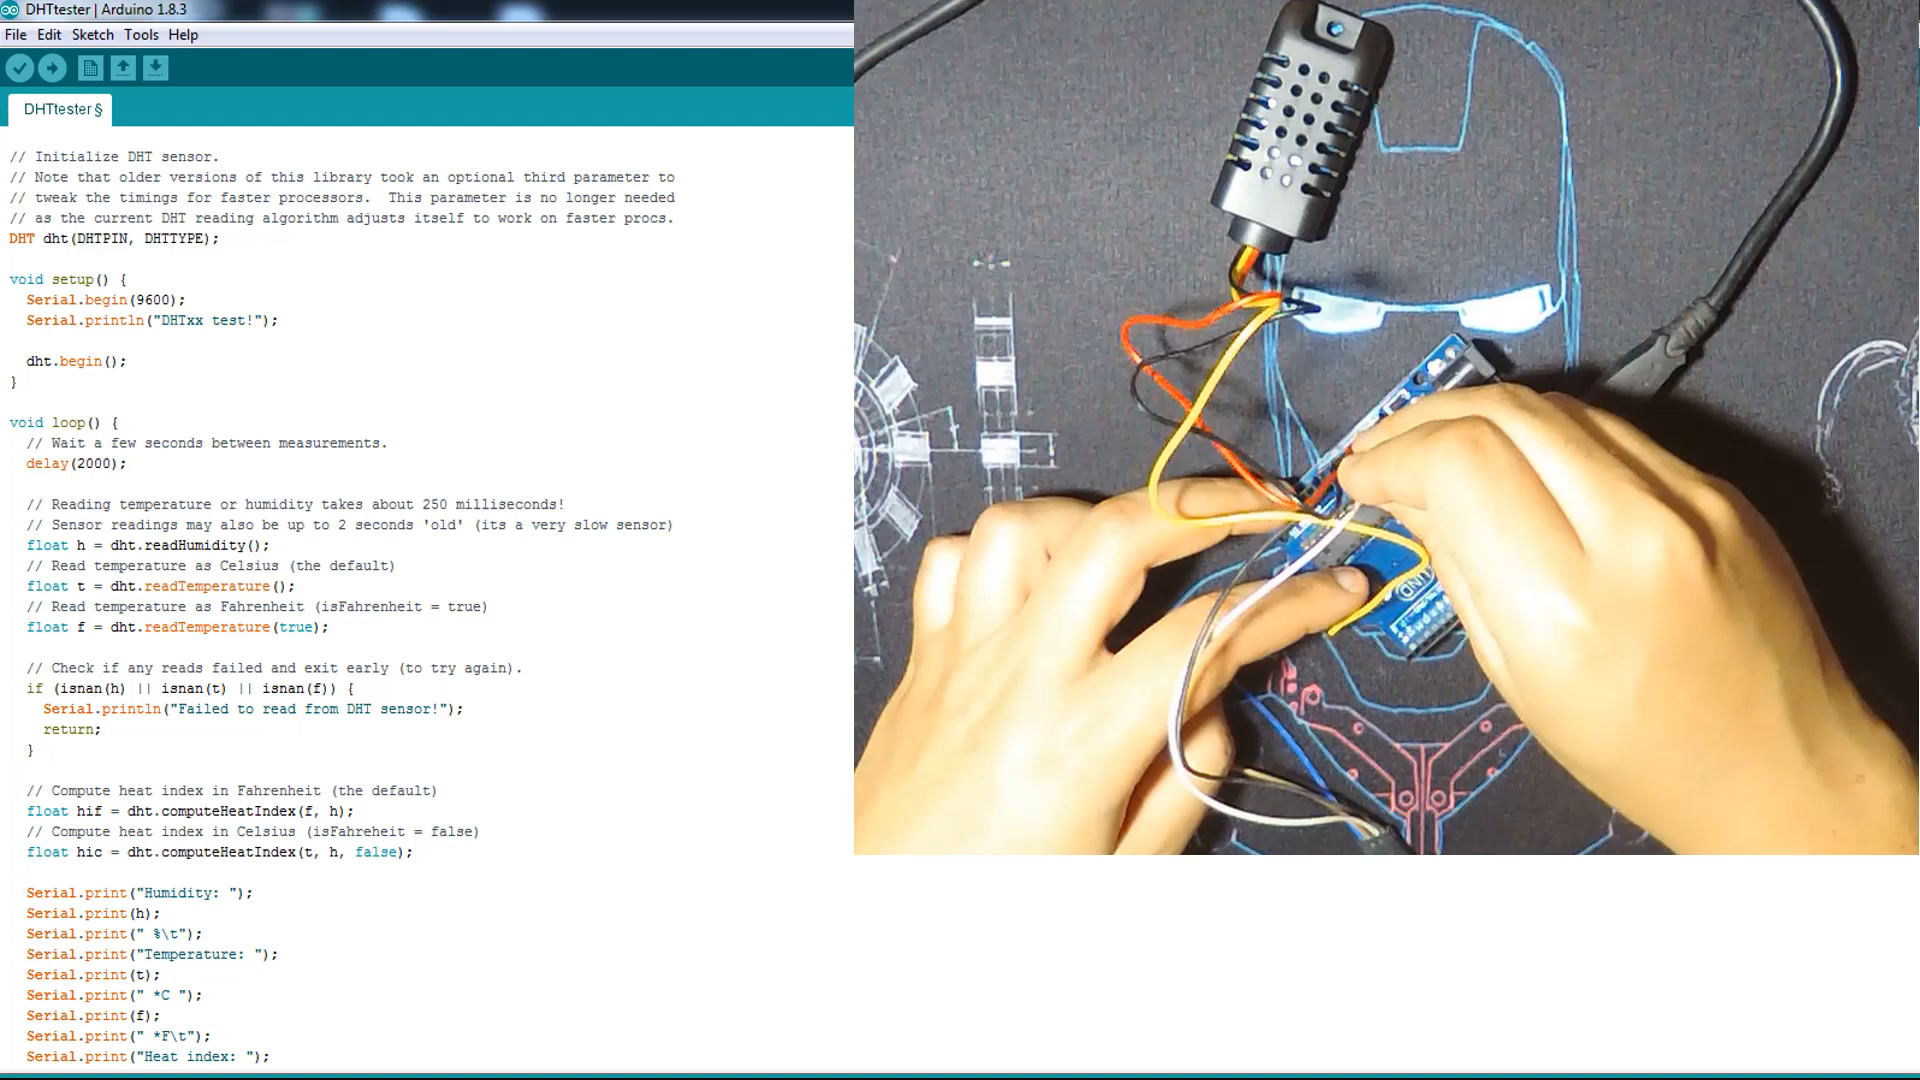 DHTtester | Arduino 1.8.3
File Edit Sketch Tools Help
DHTtester §
// Initialize DHT sensor.
// Note that older versions of this library took an optional third parameter to
// tweak the timings for faster processors.  This parameter is no longer needed
// as the current DHT reading algorithm adjusts itself to work on faster procs.
DHT dht(DHTPIN, DHTTYPE);
void setup() {
Serial.begin(9600);
Serial.println("DHTxx test!");
dht.begin();
}
void loop() {
// Wait a few seconds between measurements.
delay(2000);
// Reading temperature or humidity takes about 250 milliseconds!
// Sensor readings may also be up to 2 seconds 'old' (its a very slow sensor)
float h = dht.readHumidity();
// Read temperature as Celsius (the default)
float t = dht.readTemperature();
// Read temperature as Fahrenheit (isFahrenheit = true)
float f = dht.readTemperature(true);
// Check if any reads failed and exit early (to try again).
if (isnan(h) || isnan(t) || isnan(f)) {
Serial.println("Failed to read from DHT sensor!");
return;
}
// Compute heat index in Fahrenheit (the default)
float hif = dht.computeHeatIndex(f, h);
// Compute heat index in Celsius (isFahreheit = false)
float hic = dht.computeHeatIndex(t, h, false);
Serial.print("Humidity: ");
Serial.print(h);
Serial.print(" %\t");
Serial.print("Temperature: ");
Serial.print(t);
Serial.print(" *C ");
Serial.print(f);
Serial.print(" *F\t");
Serial.print("Heat index: ");